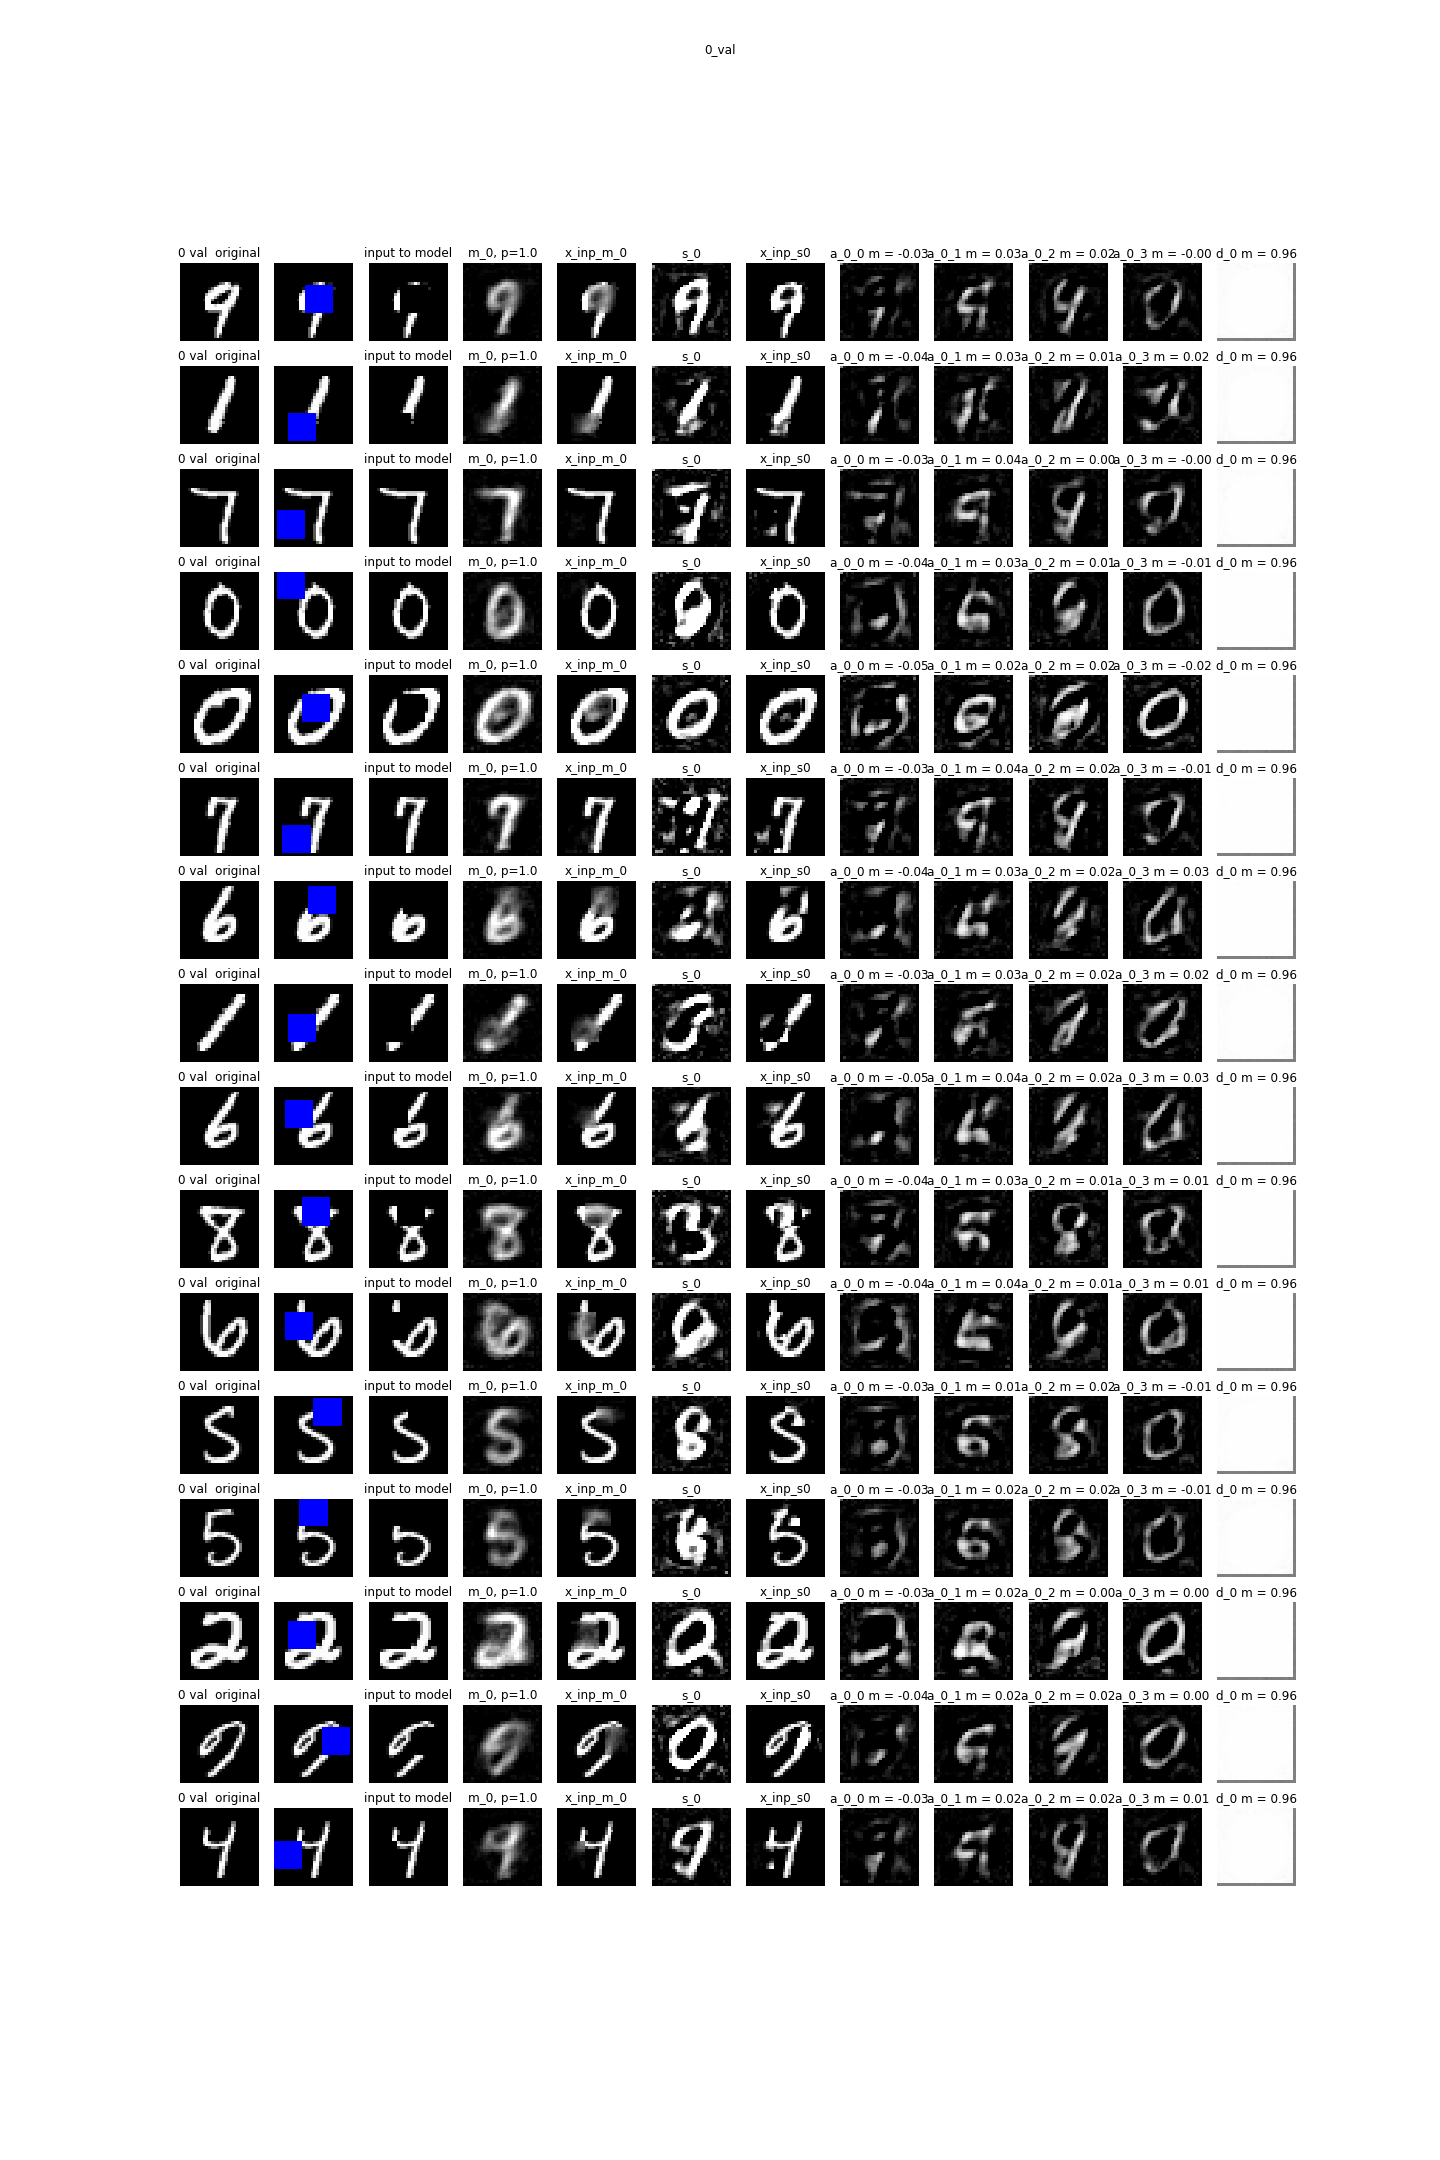 0_val
0 val original input to model m_0, p=1.0 x_inp_m_0 s_0 x_inp_s0 a_0_0 m = -0.03 a_0_1 m = 0.03 a_0_2 m = 0.02 a_0_3 m = -0.00 d_0 m = 0.96
0 val original input to model m_0, p=1.0 x_inp_m_0 s_0 x_inp_s0 a_0_0 m = -0.04 a_0_1 m = 0.03 a_0_2 m = 0.01 a_0_3 m = 0.02 d_0 m = 0.96
0 val original input to model m_0, p=1.0 x_inp_m_0 s_0 x_inp_s0 a_0_0 m = -0.03 a_0_1 m = 0.04 a_0_2 m = 0.00 a_0_3 m = -0.00 d_0 m = 0.96
0 val original input to model m_0, p=1.0 x_inp_m_0 s_0 x_inp_s0 a_0_0 m = -0.04 a_0_1 m = 0.03 a_0_2 m = 0.01 a_0_3 m = -0.01 d_0 m = 0.96
0 val original input to model m_0, p=1.0 x_inp_m_0 s_0 x_inp_s0 a_0_0 m = -0.05 a_0_1 m = 0.02 a_0_2 m = 0.02 a_0_3 m = -0.02 d_0 m = 0.96
0 val original input to model m_0, p=1.0 x_inp_m_0 s_0 x_inp_s0 a_0_0 m = -0.03 a_0_1 m = 0.04 a_0_2 m = 0.02 a_0_3 m = -0.01 d_0 m = 0.96
0 val original input to model m_0, p=1.0 x_inp_m_0 s_0 x_inp_s0 a_0_0 m = -0.04 a_0_1 m = 0.03 a_0_2 m = 0.02 a_0_3 m = 0.03 d_0 m = 0.96
0 val original input to model m_0, p=1.0 x_inp_m_0 s_0 x_inp_s0 a_0_0 m = -0.03 a_0_1 m = 0.03 a_0_2 m = 0.02 a_0_3 m = 0.02 d_0 m = 0.96
0 val original input to model m_0, p=1.0 x_inp_m_0 s_0 x_inp_s0 a_0_0 m = -0.05 a_0_1 m = 0.04 a_0_2 m = 0.02 a_0_3 m = 0.03 d_0 m = 0.96
0 val original input to model m_0, p=1.0 x_inp_m_0 s_0 x_inp_s0 a_0_0 m = -0.04 a_0_1 m = 0.03 a_0_2 m = 0.01 a_0_3 m = 0.01 d_0 m = 0.96
0 val original input to model m_0, p=1.0 x_inp_m_0 s_0 x_inp_s0 a_0_0 m = -0.04 a_0_1 m = 0.04 a_0_2 m = 0.01 a_0_3 m = 0.01 d_0 m = 0.96
0 val original input to model m_0, p=1.0 x_inp_m_0 s_0 x_inp_s0 a_0_0 m = -0.03 a_0_1 m = 0.01 a_0_2 m = 0.02 a_0_3 m = -0.01 d_0 m = 0.96
0 val original input to model m_0, p=1.0 x_inp_m_0 s_0 x_inp_s0 a_0_0 m = -0.03 a_0_1 m = 0.02 a_0_2 m = 0.02 a_0_3 m = -0.01 d_0 m = 0.96
0 val original input to model m_0, p=1.0 x_inp_m_0 s_0 x_inp_s0 a_0_0 m = -0.03 a_0_1 m = 0.02 a_0_2 m = 0.00 a_0_3 m = 0.00 d_0 m = 0.96
0 val original input to model m_0, p=1.0 x_inp_m_0 s_0 x_inp_s0 a_0_0 m = -0.04 a_0_1 m = 0.02 a_0_2 m = 0.02 a_0_3 m = 0.00 d_0 m = 0.96
0 val original input to model m_0, p=1.0 x_inp_m_0 s_0 x_inp_s0 a_0_0 m = -0.03 a_0_1 m = 0.02 a_0_2 m = 0.02 a_0_3 m = 0.01 d_0 m = 0.96